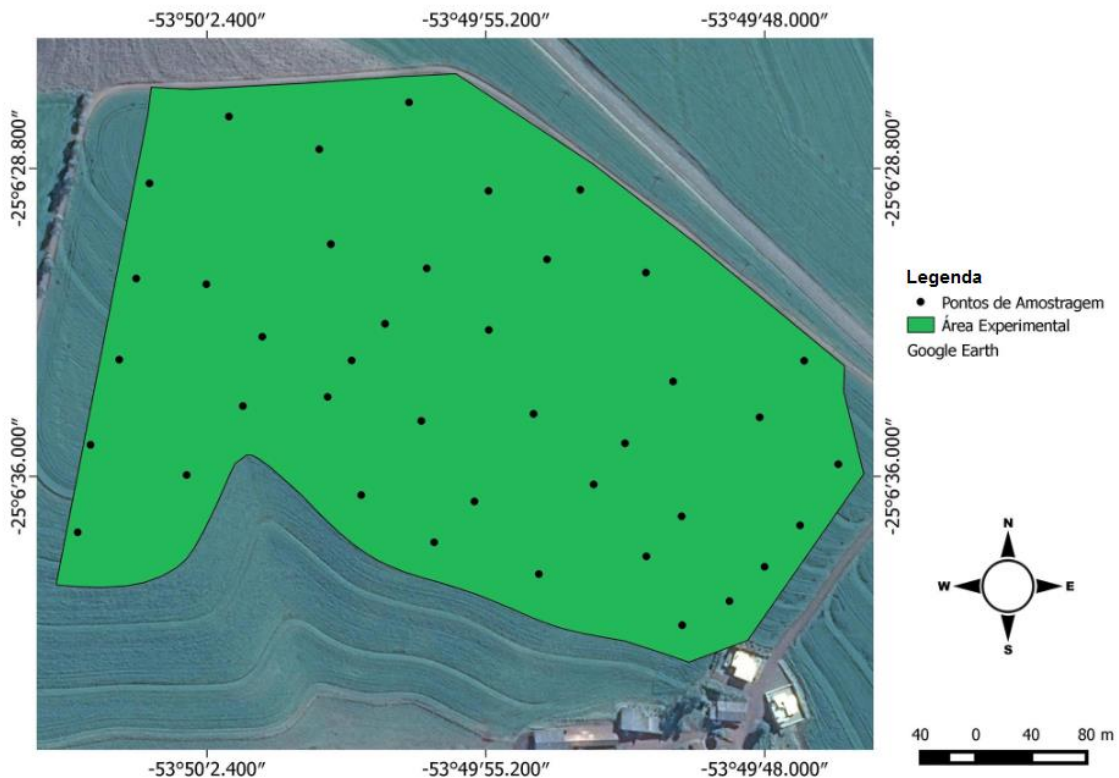 -53°50′2.400″ -53°49′55.200″ -53°49′48.000″
-25°6′28.800″ -25°6′28.800″
Legenda
Pontos de Amostragem
Área Experimental
Google Earth
-25°6′36.000″ -25°6′36.000″
N
W E
S
40 0 40 80 m
-53°50′2.400″ -53°49′55.200″ -53°49′48.000″